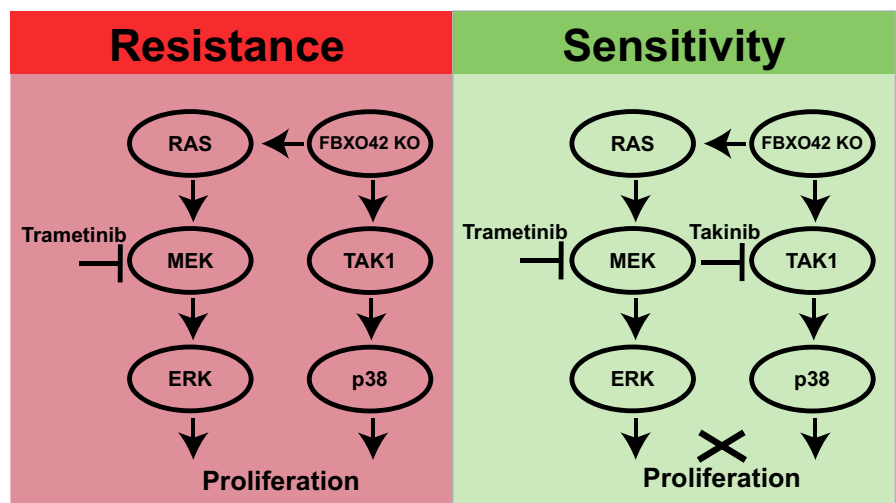 Resistance
RAS
FBXO42 KO
Trametinib
MEK
TAK1
ERK
p38
Proliferation
Sensitivity
RAS
FBXO42 KO
Trametinib
Takinib
MEK
TAK1
ERK
p38
Proliferation